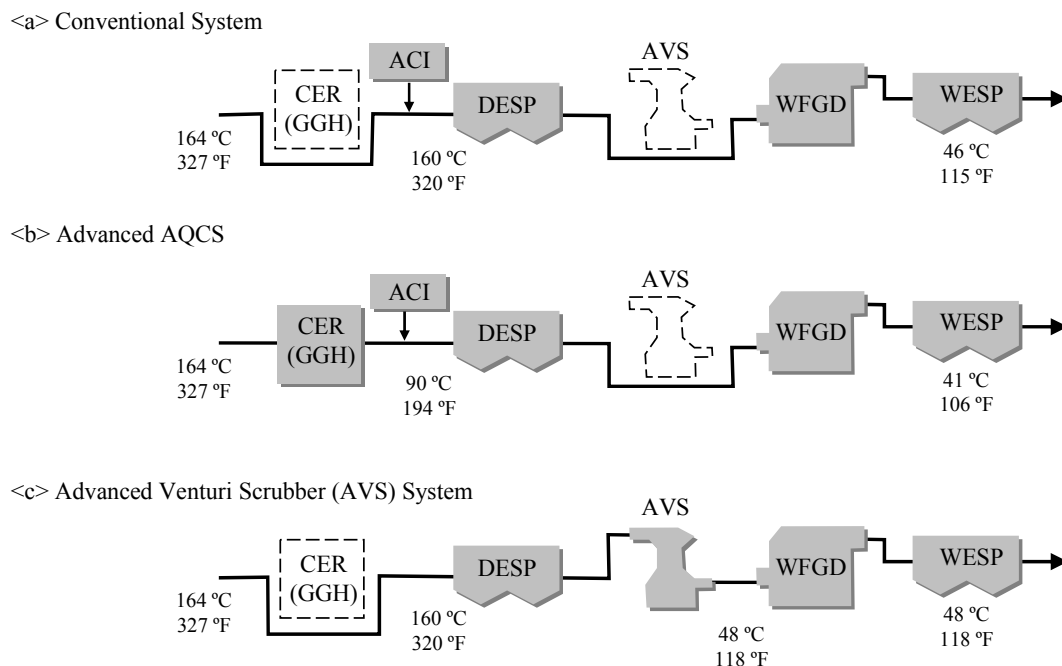 <a> Conventional System
AVS
ACI
CER
(GGH)
DESP
WFGD
WESP
164 ºC
327 ºF
160 ºC
320 ºF
46 ºC
115 ºF
<b> Advanced AQCS
AVS
ACI
CER
(GGH)
DESP
WFGD
WESP
164 ºC
327 ºF
90 ºC
194 ºF
41 ºC
106 ºF
<c> Advanced Venturi Scrubber (AVS) System
AVS
CER
(GGH)
DESP
WFGD
WESP
164 ºC
327 ºF
160 ºC
320 ºF
48 ºC
118 ºF
48 ºC
118 ºF